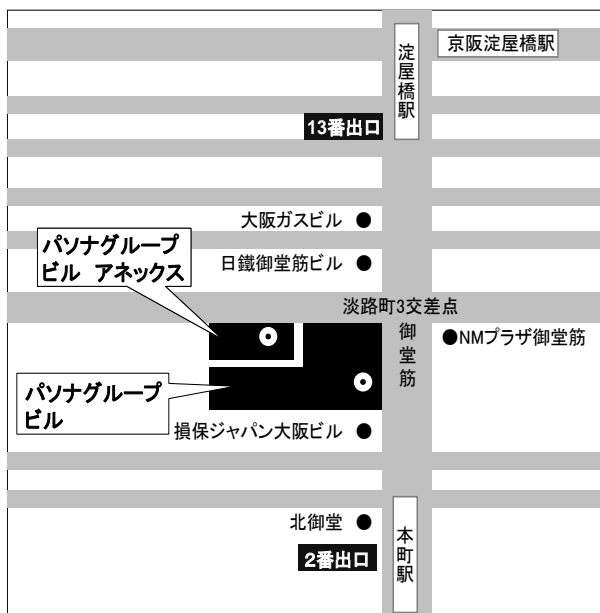 京阪淀屋橋駅
淀屋橋駅
13番出口
大阪ガスビル ●
パソナグループ
ビル アネックス
日鐵御堂筋ビル ●
淡路町3交差点
御堂筋
●NMプラザ御堂筋
パソナグループ
ビル
損保ジャパン大阪ビル ●
北御堂 ●
2番出口
本町駅